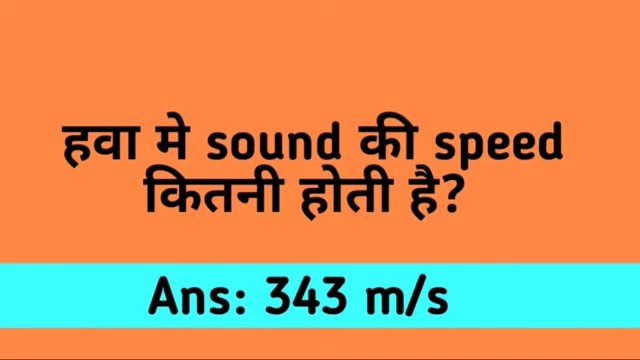 हवा मे sound की speed
कितनी होती है?
Ans: 343 m/s